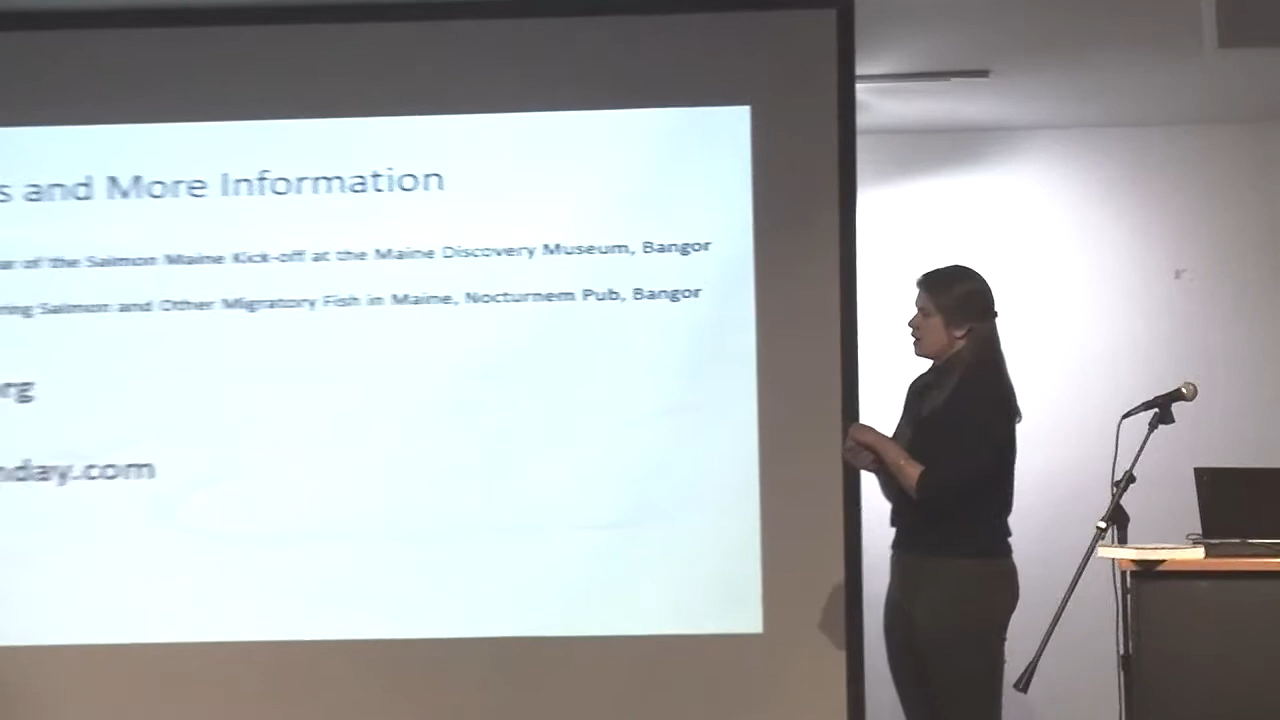 s and More Information
ar of the Salmon Maine Kick-off at the Maine Discovery Museum, Bangor
ring Salmon and Other Migratory Fish in Maine, Nocturnem Pub, Bangor
rg
nday.com